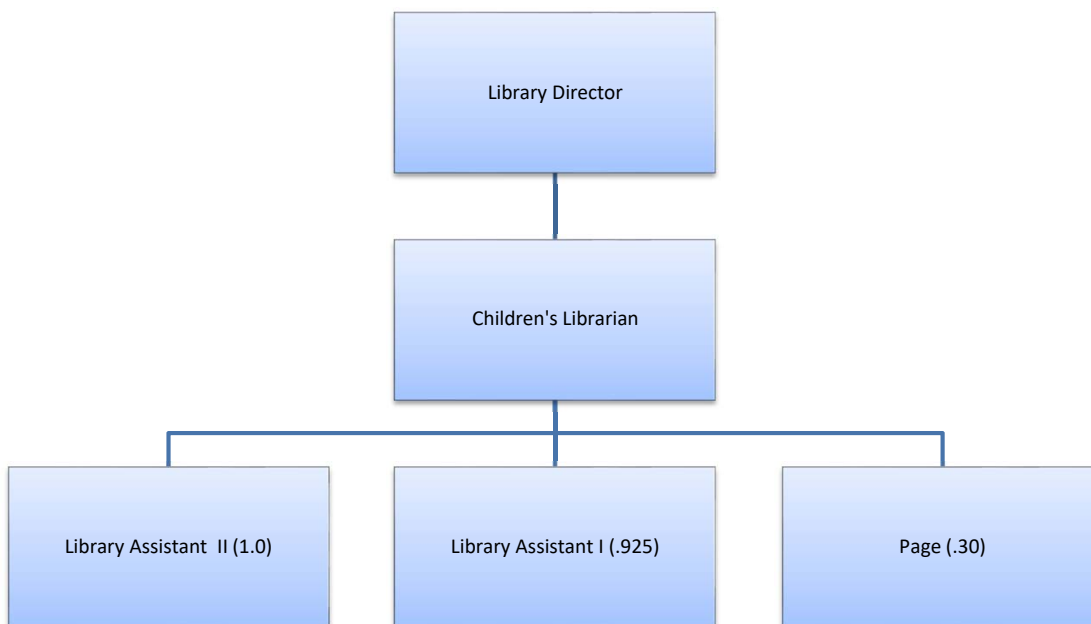 Library Director
Children's Librarian
Library Assistant  II (1.0)
Library Assistant I (.925)
Page (.30)